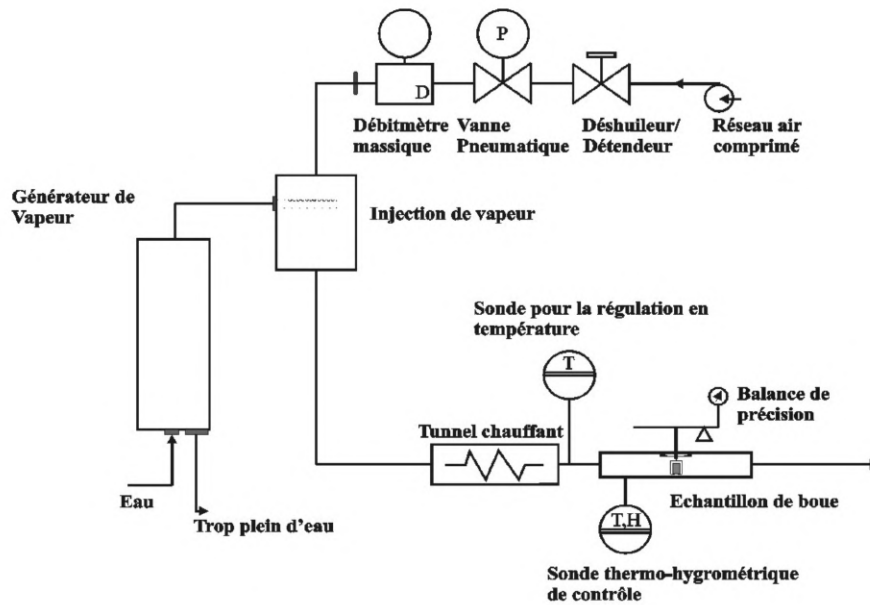 P
D
Débitmètre
massique
Vanne
Pneumatique
Déshuileur/
Détendeur
Réseau air
comprimé
Générateur de
Vapeur
Injection de vapeur
Sonde pour la régulation en
température
T
Balance de
précision
Tunnel chauffant
Eau
Trop plein d'eau
Echantillon de boue
T,H
Sonde thermo-hygrométrique
de contrôle